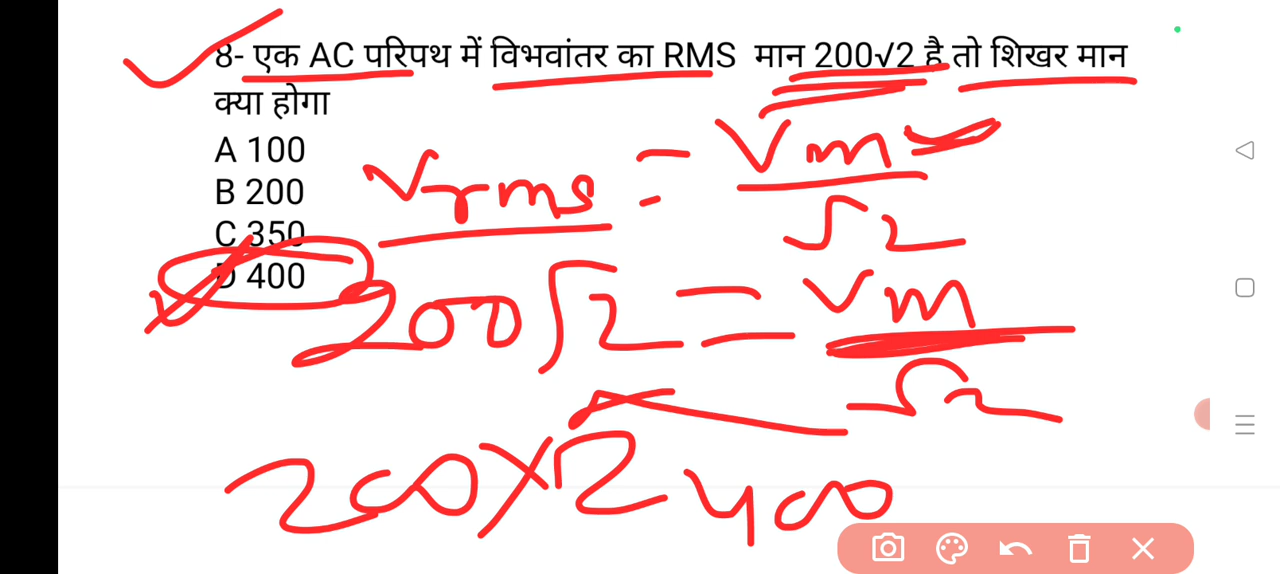 8- एक AC परिपथ में विभवांतर का RMS मान 200√2 है तो शिखर मान
क्या होगा
A 100
B 200
C 350
D 400
Vrms = Vm/√2
200√2 = Vm/√2
200×2 400